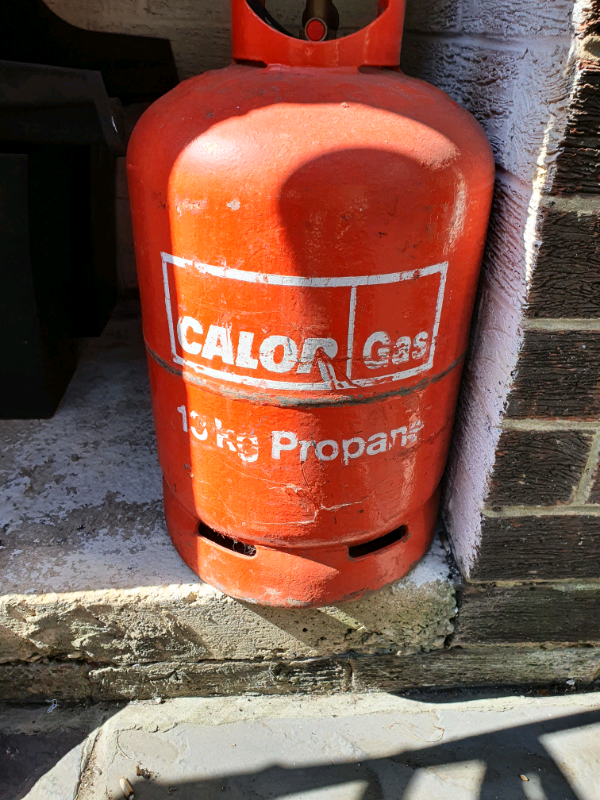 CALOR Gas
13 kg Propane